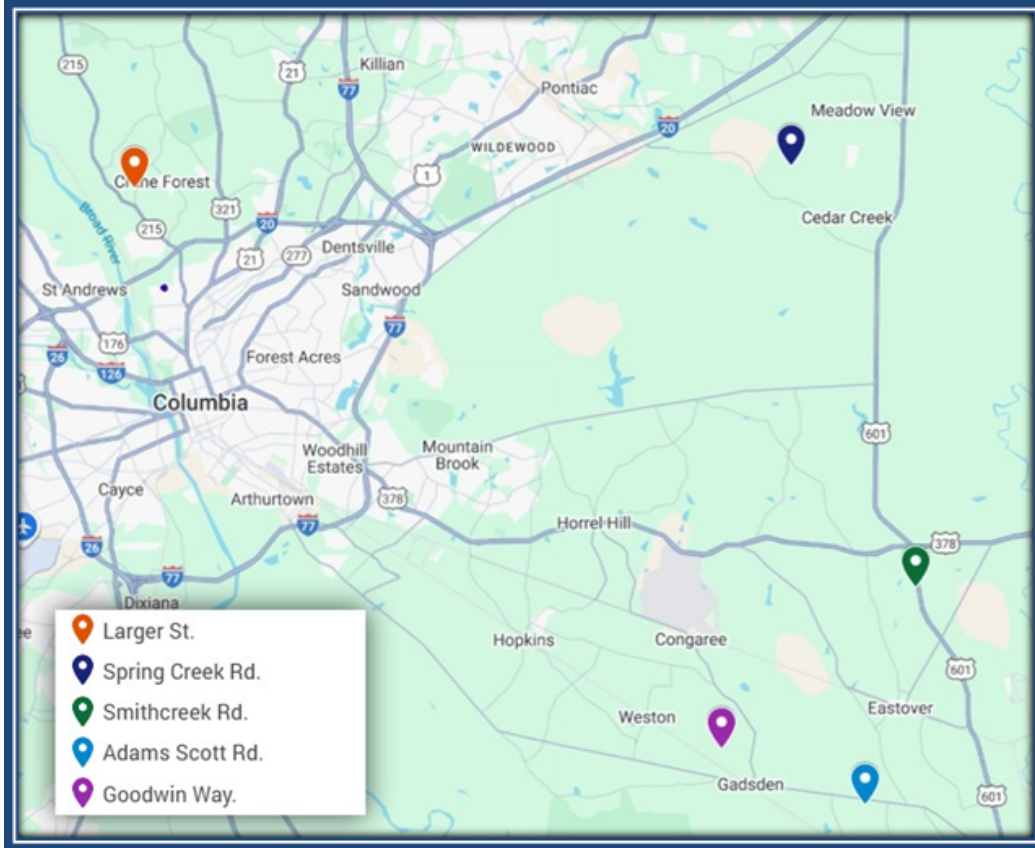 215
21
Killian
77
Pontiac
Meadow View
20
WILDEWOOD
1
Forest
215
321
20
Cedar Creek
Broad River
21
277
Dentsville
St Andrews
Sandwood
77
176
26
126
Forest Acres
Columbia
601
Woodhill
Estates
Mountain
Brook
Cayce
Arthurtown
378
77
Horrel Hill
378
26
77
Dixiana
ee
Hopkins
Congaree
601
Weston
Eastover
Gadsden
601
Larger St.
Spring Creek Rd.
Smithcreek Rd.
Adams Scott Rd.
Goodwin Way.